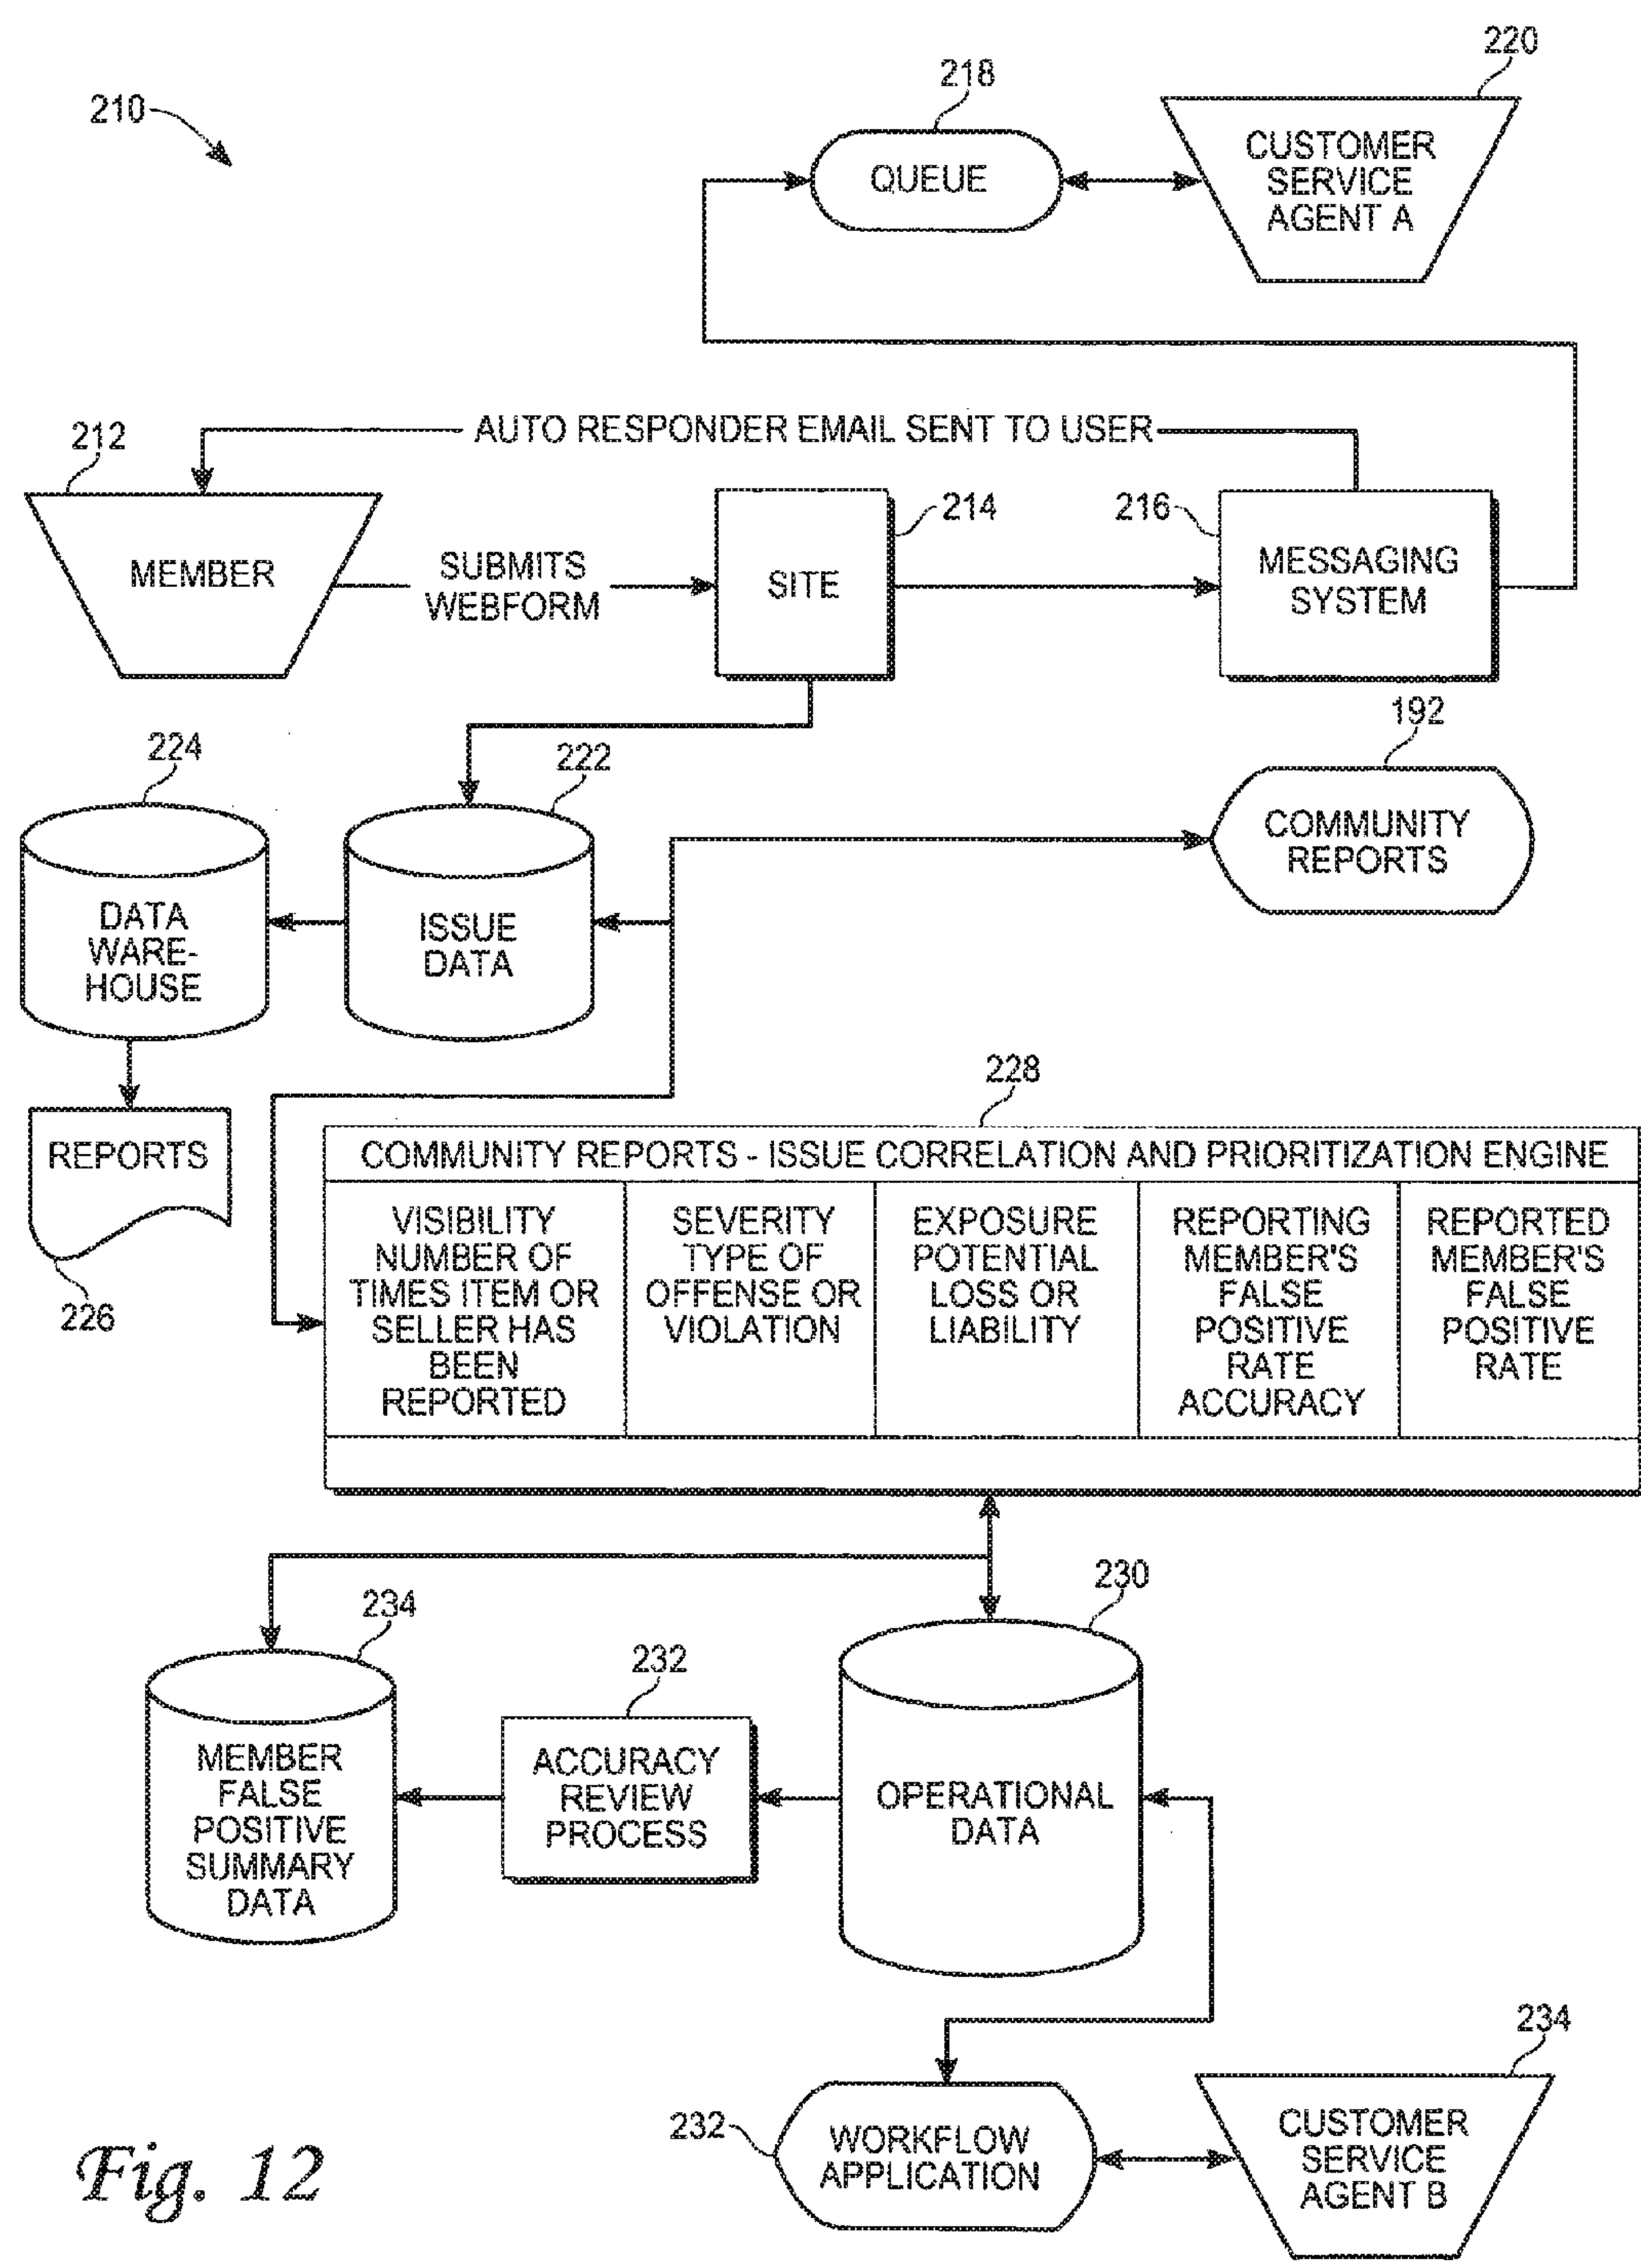 220
218
210
QUEUE
CUSTOMER
SERVICE
AGENT A
AUTO RESPONDER EMAIL SENT TO USER
212
214
216
MEMBER
SUBMITS
WEBFORM
SITE
MESSAGING
SYSTEM
192
224
222
COMMUNITY
REPORTS
DATA
WARE-
HOUSE
ISSUE
DATA
228
REPORTS
226
COMMUNITY REPORTS - ISSUE CORRELATION AND PRIORITIZATION ENGINE
VISIBILITY
NUMBER OF
TIMES ITEM OR
SELLER HAS
BEEN
REPORTED
SEVERITY
TYPE OF
OFFENSE OR
VIOLATION
EXPOSURE
POTENTIAL
LOSS OR
LIABILITY
REPORTING
MEMBER'S
FALSE
POSITIVE
RATE
ACCURACY
REPORTED
MEMBER'S
FALSE
POSITIVE
RATE
230
234
232
MEMBER
FALSE
POSITIVE
SUMMARY
DATA
ACCURACY
REVIEW
PROCESS
OPERATIONAL
DATA
234
232
WORKFLOW
APPLICATION
CUSTOMER
SERVICE
AGENT B
Fig. 12